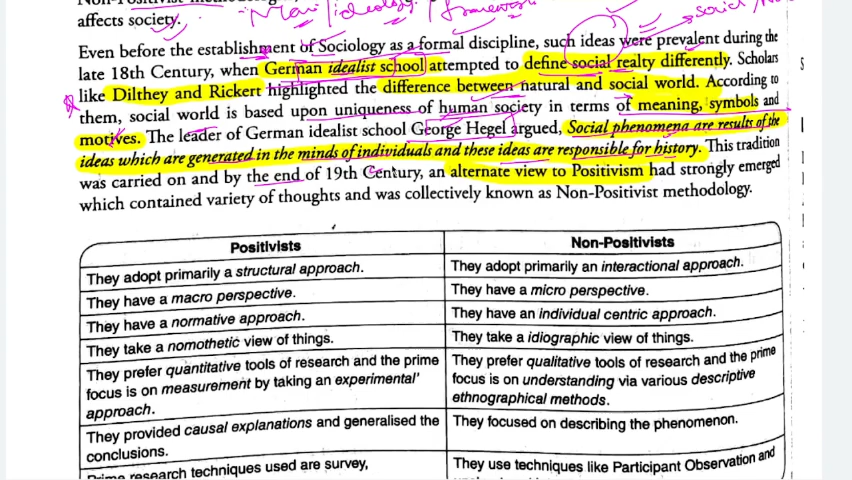 affects society.
Even before the establishment of Sociology as a formal discipline, such ideas were prevalent during the
late 18th Century, when German idealist school attempted to define social realty differently. Scholars
like Dilthey and Rickert highlighted the difference between natural and social world. According to
them, social world is based upon uniqueness of human society in terms of meaning, symbols and
motives. The leader of German idealist school George Hegel argued, Social phenomena are results of the
ideas which are generated in the minds of individuals and these ideas are responsible for history. This tradition
was carried on and by the end of 19th Century, an alternate view to Positivism had strongly emerged
which contained variety of thoughts and was collectively known as Non-Positivist methodology.
Positivists
Non-Positivists
They adopt primarily a structural approach.
They adopt primarily an interactional approach.
They have a macro perspective.
They have a micro perspective.
They have a normative approach.
They have an individual centric approach.
They take a nomothetic view of things.
They take a idiographic view of things.
They prefer quantitative tools of research and the prime
focus is on measurement by taking an experimental'
approach.
They prefer qualitative tools of research and the prime
focus is on understanding via various descriptive
ethnographical methods.
They provided causal explanations and generalised the
conclusions.
They focused on describing the phenomenon.
Prime research techniques used are survey,
They use techniques like Participant Observation and